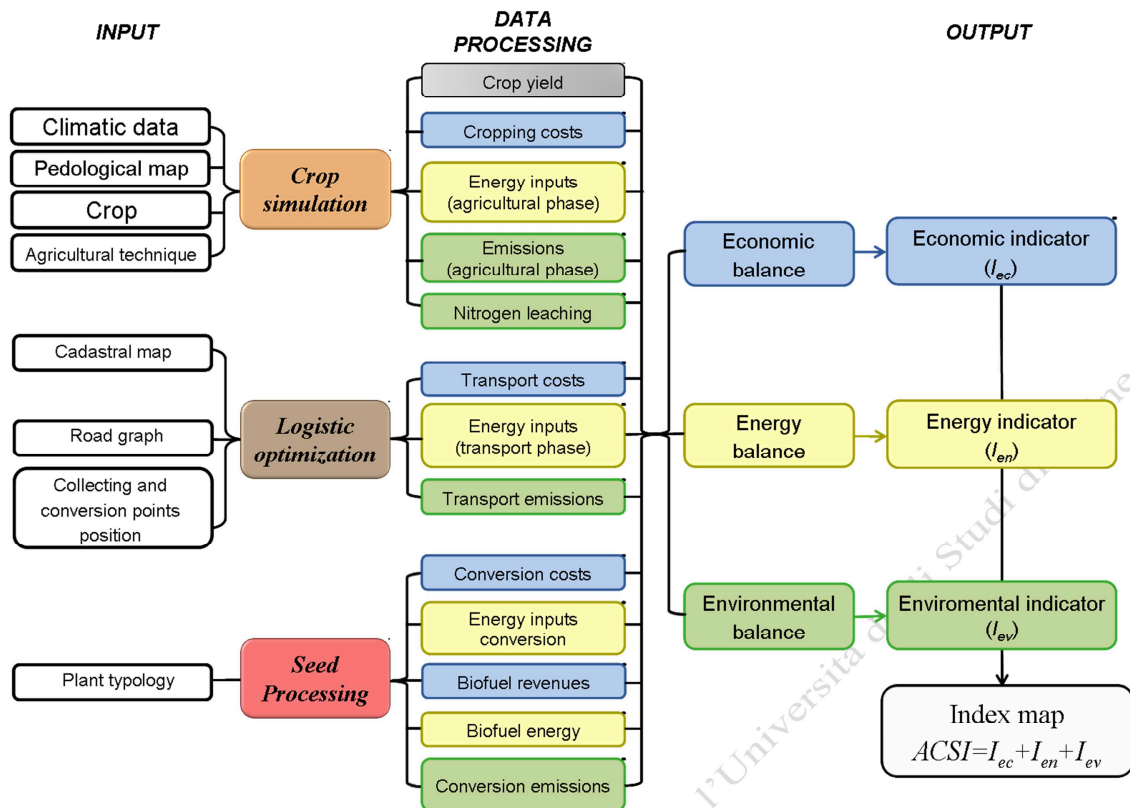 INPUT
DATA
PROCESSING
OUTPUT
Climatic data
Pedological map
Crop
Agricultural technique
Crop
simulation
Crop yield
Cropping costs
Energy inputs
(agricultural phase)
Emissions
(agricultural phase)
Nitrogen leaching
Cadastral map
Road graph
Collecting and
conversion points
position
Logistic
optimization
Transport costs
Energy inputs
(transport phase)
Transport emissions
Plant typology
Seed
Processing
Conversion costs
Energy inputs
conversion
Biofuel revenues
Biofuel energy
Conversion emissions
Economic
balance
Economic indicator
(Iec)
Energy
balance
Energy indicator
(Ien)
Environmental
balance
Enviromental indicator
(Iev)
Index map
ACSI=Iec+Ien+Iev
l'Universita Studi di